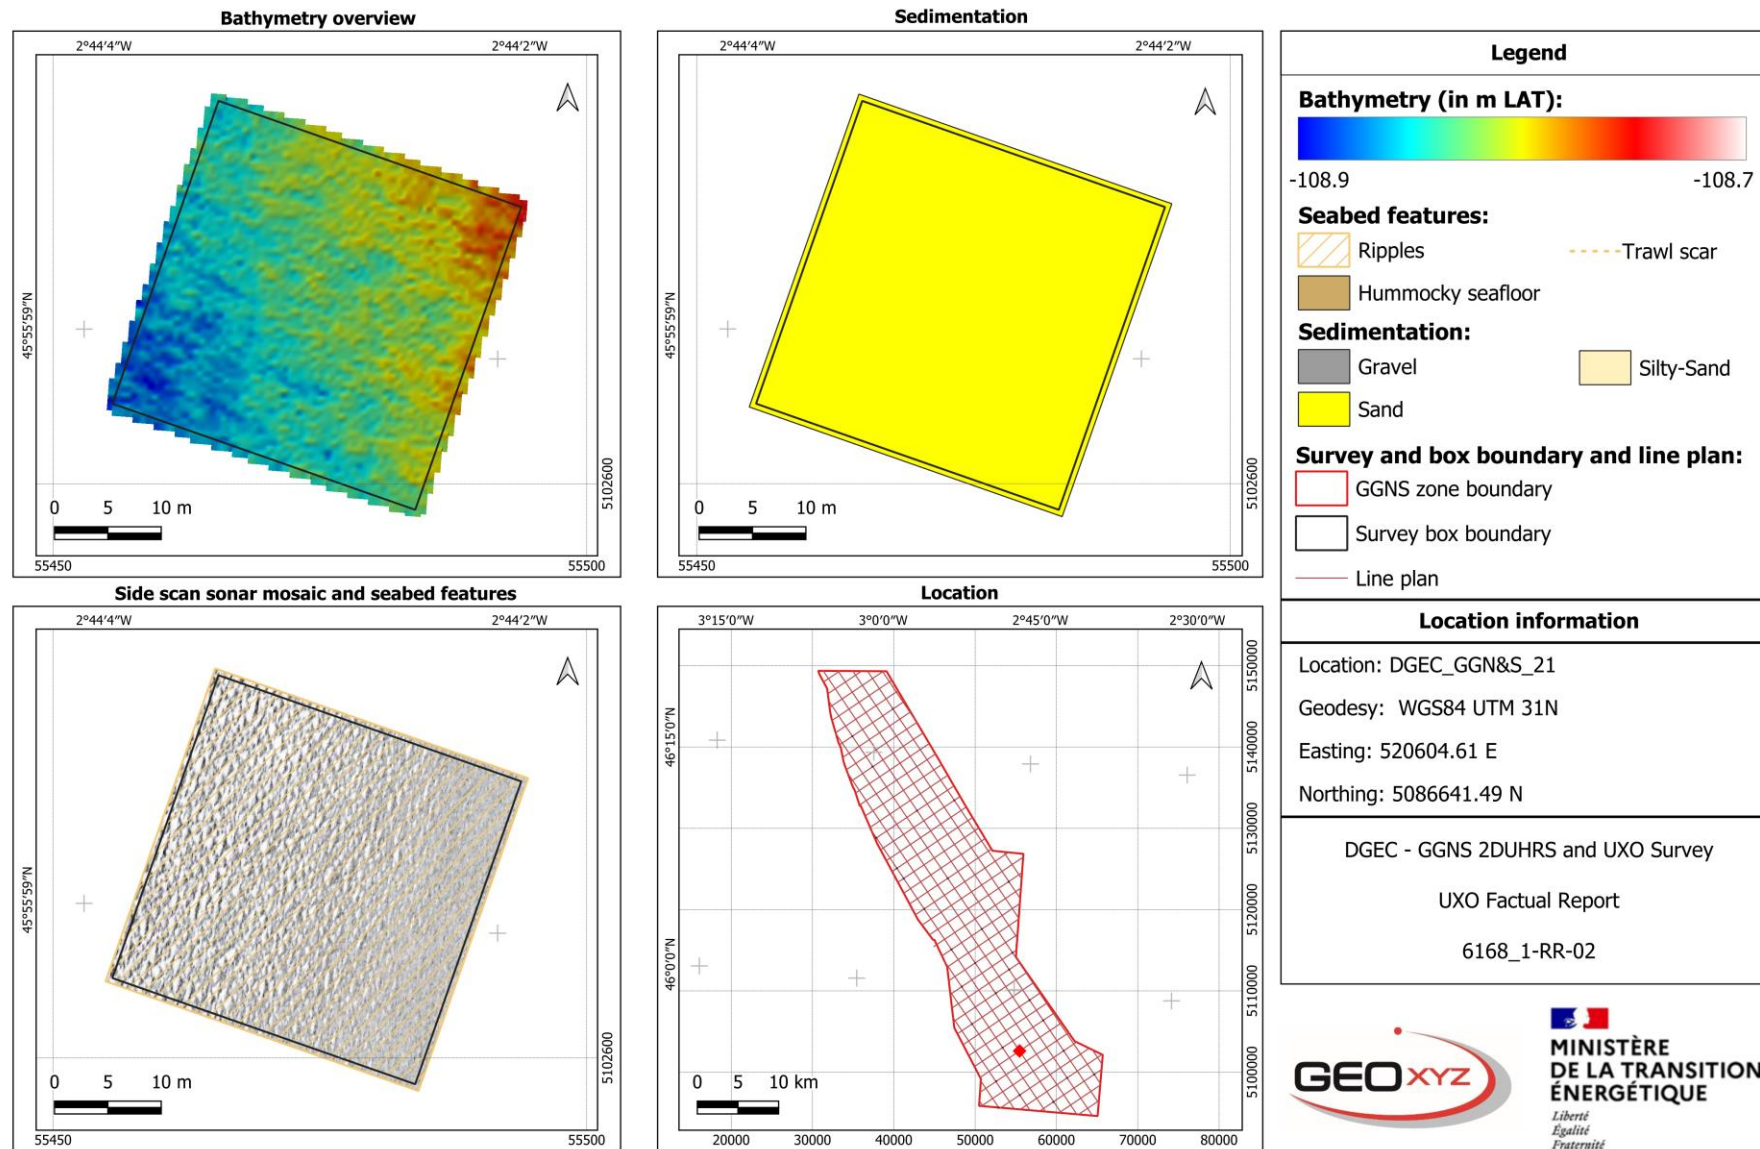 Bathymetry overview
2°44'4"W
2°44'2"W
45°55'59"N
5102600
0 5 10 m
55450
55500
Sedimentation
2°44'4"W
2°44'2"W
45°55'59"N
5102600
0 5 10 m
55450
55500
Side scan sonar mosaic and seabed features
2°44'4"W
2°44'2"W
45°55'59"N
5102600
0 5 10 m
55450
55500
Location
3°15'0"W
3°0'0"W
2°45'0"W
2°30'0"W
46°15'0"N
46°0'0"N
5150000
5140000
5130000
5120000
5110000
5100000
0 5 10 km
20000
30000
40000
50000
60000
70000
80000
Legend
Bathymetry (in m LAT):
-108.9
-108.7
Seabed features:
Ripples
Trawl scar
Hummocky seafloor
Sedimentation:
Gravel
Silty-Sand
Sand
Survey and box boundary and line plan:
GGNS zone boundary
Survey box boundary
Line plan
Location information
Location: DGEC_GGN&S_21
Geodesy: WGS84 UTM 31N
Easting: 520604.61 E
Northing: 5086641.49 N
DGEC - GGNS 2DUHRS and UXO Survey
UXO Factual Report
6168_1-RR-02
GEOXYZ
MINISTÈRE
DE LA TRANSITION
ÉNERGÉTIQUE
Liberté
Égalité
Fraternité